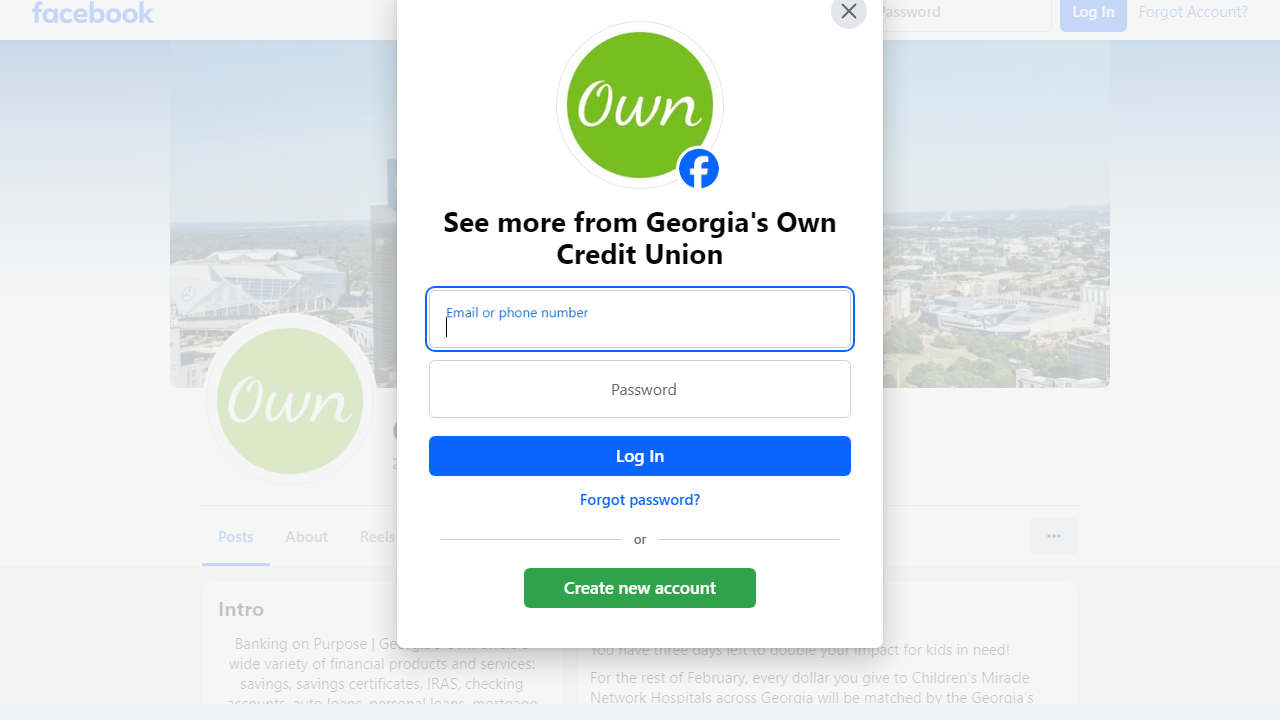 facebook
Password
Log In
Forgot Account?
Own
See more from Georgia's Own
Credit Union
Email or phone number
Password
Log In
Forgot password?
or
Create new account
Own
Posts
About
Reels
Intro
Banking on Purpose | Georgia's Own offers a
wide variety of financial products and services:
savings, savings certificates, IRAS, checking
accounts, auto loans, personal loans, mortgage
You have three days left to double your impact for kids in need!
For the rest of February, every dollar you give to Children's Miracle
Network Hospitals across Georgia will be matched by the Georgia's